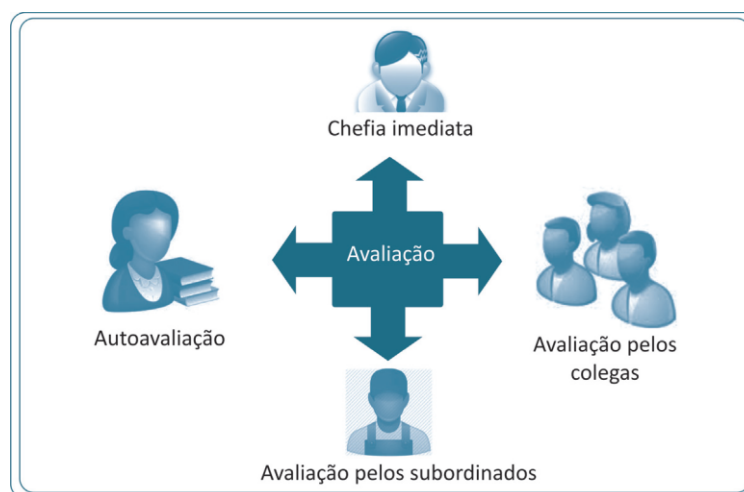 Chefia imediata
Avaliação
Autoavaliação
Avaliação pelos
colegas
Avaliação pelos subordinados